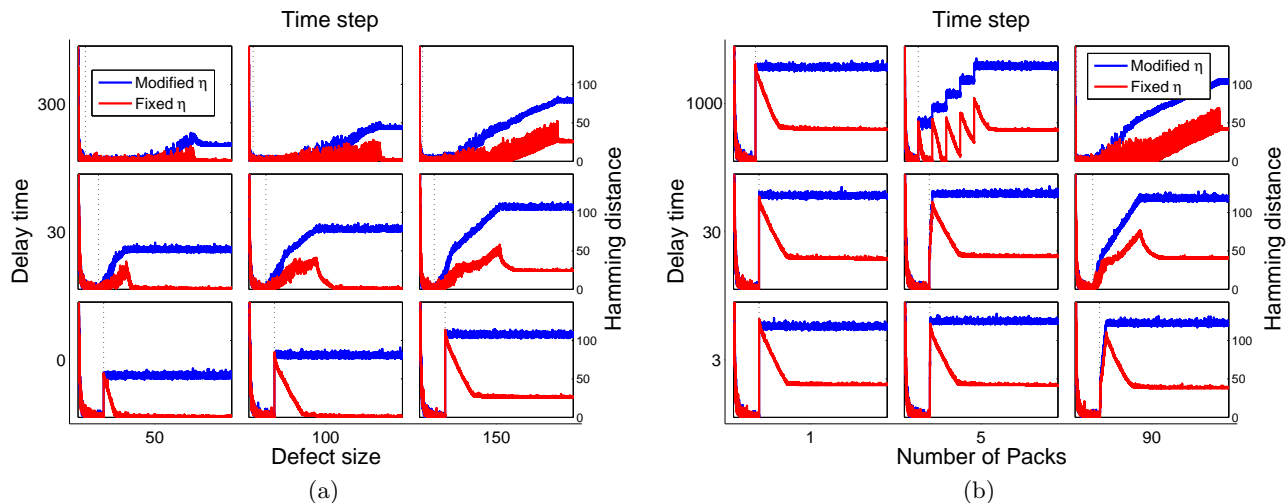 Time step
Modified η
Fixed η
300
30
0
Delay time
100
50
0
100
50
0
100
50
0
Hamming distance
50
100
150
Defect size
(a)
Time step
Modified η
Fixed η
1000
30
3
Delay time
100
50
0
100
50
0
100
50
0
Hamming distance
1
5
90
Number of Packs
(b)